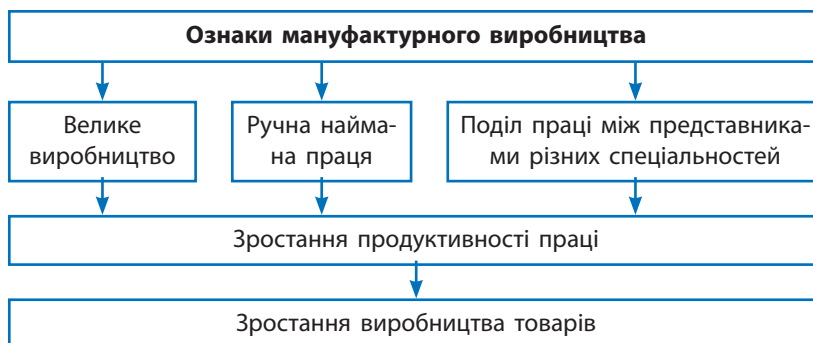 Ознаки мануфактурного виробництва
Велике
виробництво
Ручна найма-
на праця
Поділ праці між представника-
ми різних спеціальностей
Зростання продуктивності праці
Зростання виробництва товарів